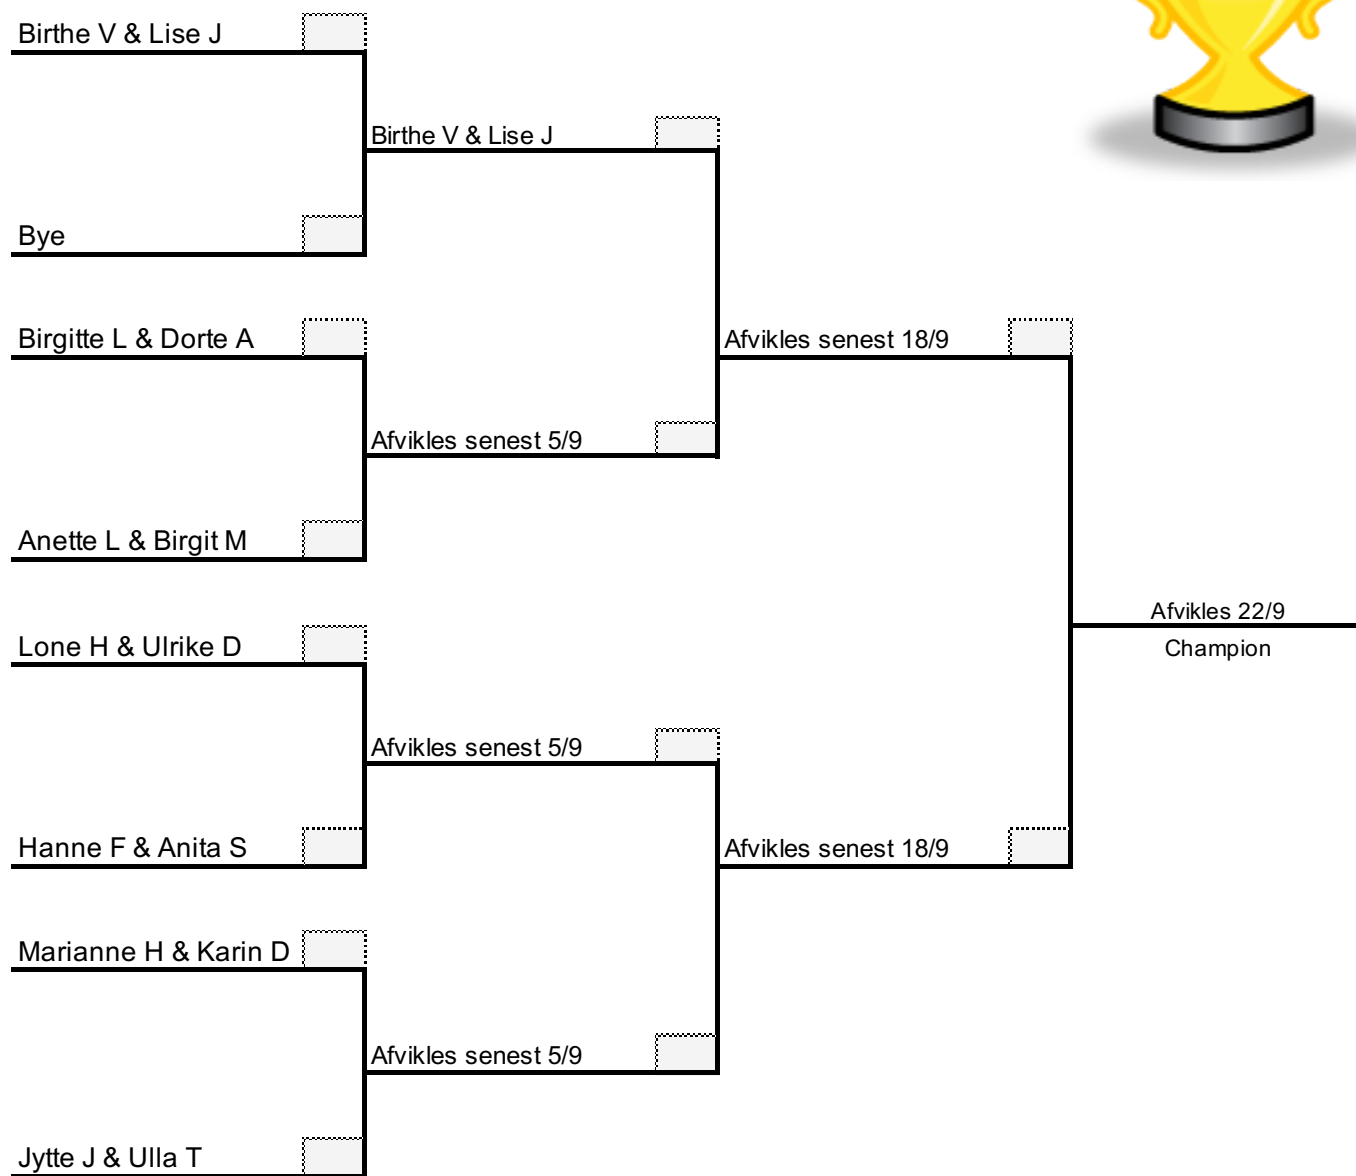 Birthe V & Lise J
Birthe V & Lise J
Bye
Birgitte L & Dorte A
Afvikles senest 18/9
Afvikles senest 5/9
Anette L & Birgit M
Afvikles 22/9
Lone H & Ulrike D
Champion
Afvikles senest 5/9
Hanne F & Anita S
Afvikles senest 18/9
Marianne H & Karin D
Afvikles senest 5/9
Jytte J & Ulla T